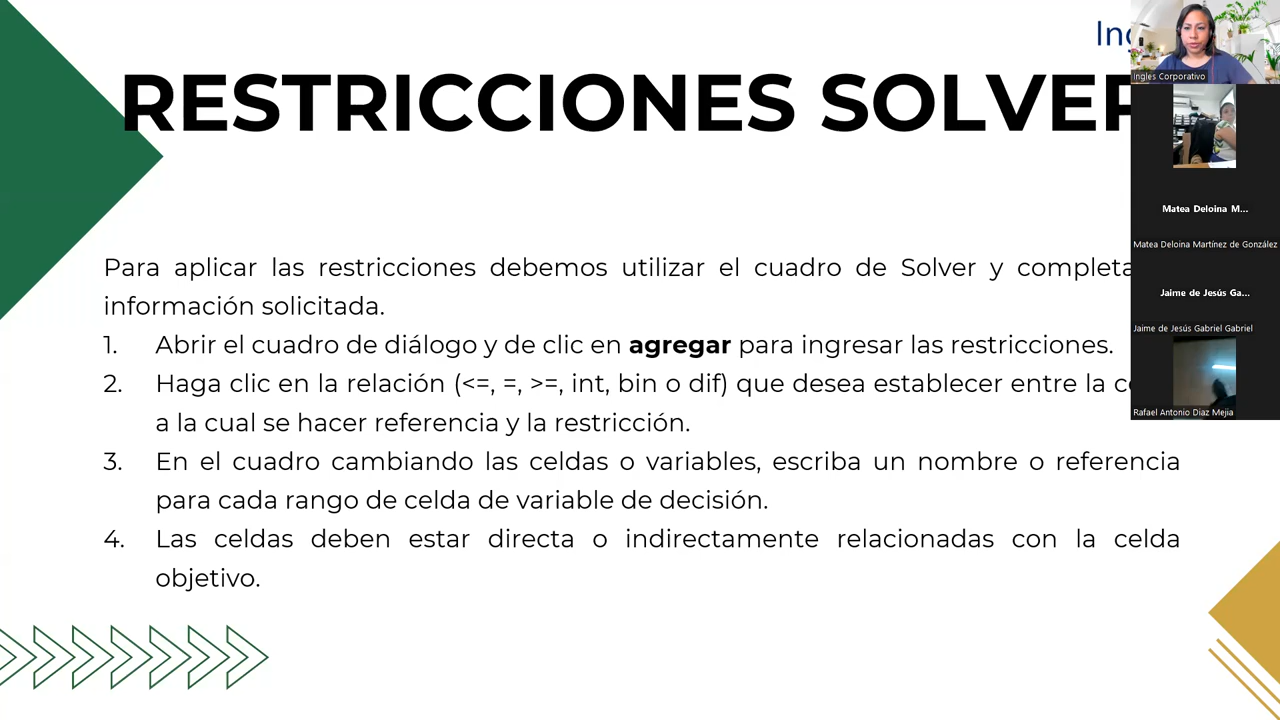 RESTRICCIONES SOLVER
Para aplicar las restricciones debemos utilizar el cuadro de Solver y completa
información solicitada.
1. Abrir el cuadro de diálogo y de clic en agregar para ingresar las restricciones.
2. Haga clic en la relación (<=, =, >=, int, bin o dif) que desea establecer entre la
a la cual se hacer referencia y la restricción.
3. En el cuadro cambiando las celdas o variables, escriba un nombre o referencia
para cada rango de celda de variable de decisión.
4. Las celdas deben estar directa o indirectamente relacionadas con la celda
objetivo.
Ingles Corporativo
Matea Deloina M...
Matea Deloina Martínez de González
Jaime de Jesús Ga...
Jaime de Jesús Gabriel Gabriel
Rafael Antonio Diaz Mejia